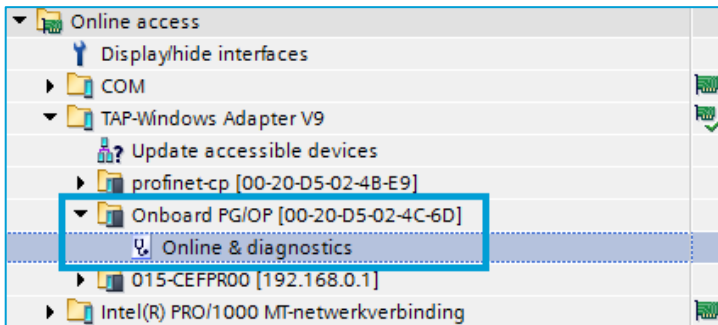 Online access
Display/hide interfaces
COM
TAP-Windows Adapter V9
Update accessible devices
profinet-cp [00-20-D5-02-4B-E9]
Onboard PG/OP [00-20-D5-02-4C-6D]
Online & diagnostics
015-CEFPR00 [192.168.0.1]
Intel(R) PRO/1000 MT-netwerkverbinding